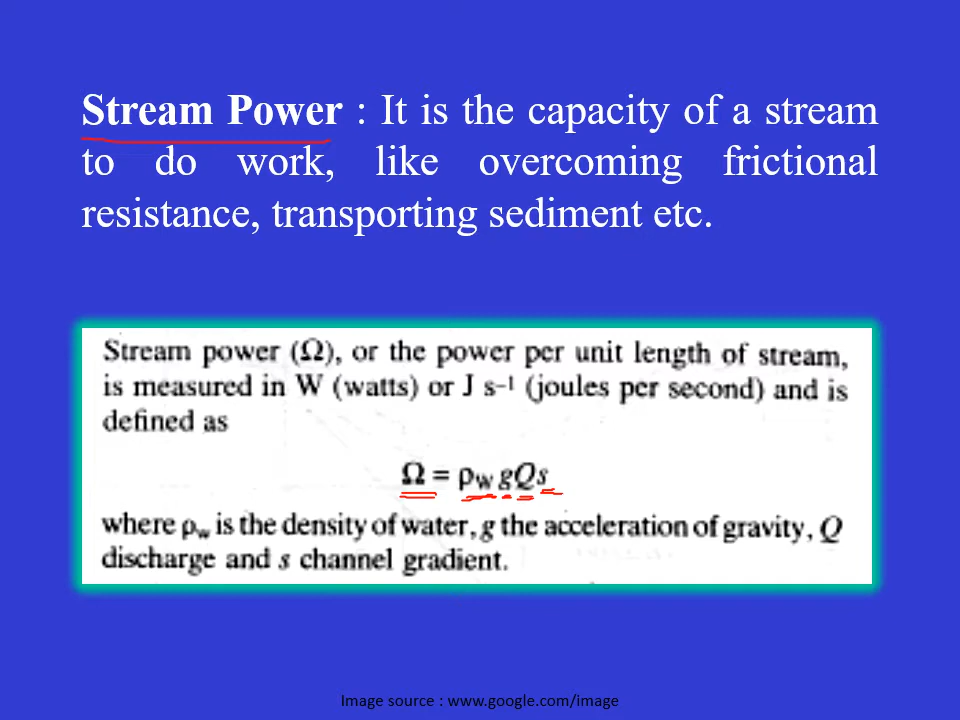 Stream Power : It is the capacity of a stream
to do work, like overcoming frictional
resistance, transporting sediment etc.
Stream power (Ω), or the power per unit length of stream,
is measured in W (watts) or J s⁻¹ (joules per second) and is
defined as
Ω = ρw gQs
where ρw is the density of water, g the acceleration of gravity, Q
discharge and s channel gradient.
Image source : www.google.com/image